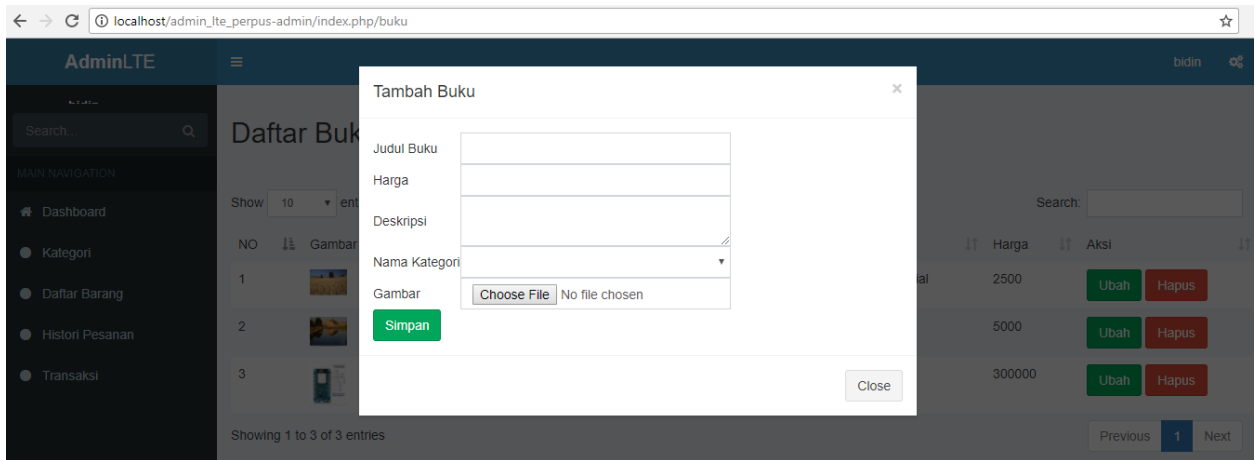 localhost/admin_lte_perpus-admin/index.php/buku
AdminLTE
bidin
Search...
MAIN NAVIGATION
Dashboard
Kategori
Daftar Barang
Histori Pesanan
Transaksi
Daftar Buk
Show 10 ent
Search:
NO Gambar Harga Aksi
1 2500 Ubah Hapus
2 5000 Ubah Hapus
3 300000 Ubah Hapus
Showing 1 to 3 of 3 entries
Previous 1 Next
Tambah Buku ×
Judul Buku
Harga
Deskripsi
Nama Kategori
Gambar Choose File No file chosen
Simpan
Close